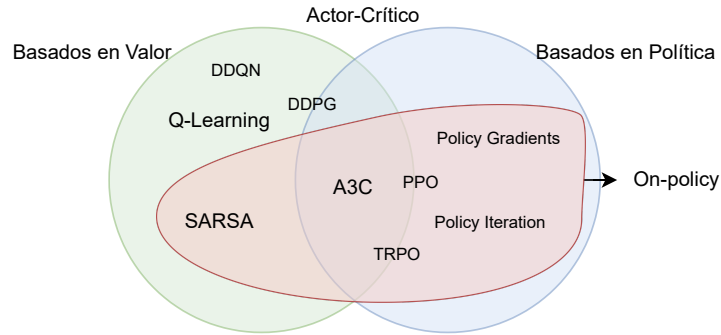 Actor-Crítico
Basados en Valor
Basados en Política
DDQN
DDPG
Q-Learning
Policy Gradients
A3C
PPO
On-policy
SARSA
Policy Iteration
TRPO